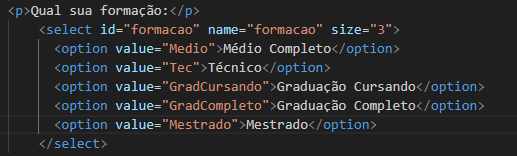 <p>Qual sua formação:</p>
<select id="formacao" name="formacao" size="3">
<option value="Medio">Médio Completo</option>
<option value="Tec">Técnico</option>
<option value="GradCursando">Graduação Cursando</option>
<option value="GradCompleto">Graduação Completo</option>
<option value="Mestrado">Mestrado</option>
</select>